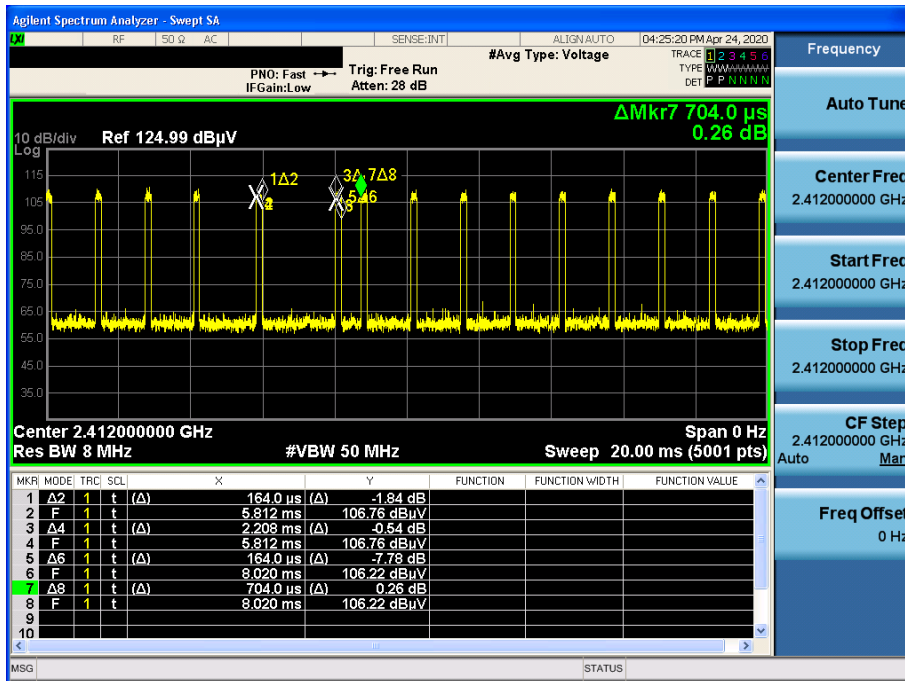 Agilent Spectrum Analyzer - Swept SA
LXI RF 50 Ω AC SENSE:INT ALIGN AUTO 04:25:20 PM Apr 24, 2020
#Avg Type: Voltage
TRACE 1 2 3 4 5 6
PNO: Fast Trig: Free Run
TYPE WWWWWW
IFGain:Low Atten: 28 dB
DET P P N N N N
ΔMkr7 704.0 µs
0.26 dB
10 dB/div Ref 124.99 dBµV
Log
115
105
95.0
85.0
75.0
65.0
55.0
45.0
35.0
1Δ2
3Δ 7Δ8
5Δ6
8
Center 2.412000000 GHz Span 0 Hz
Res BW 8 MHz #VBW 50 MHz Sweep 20.00 ms (5001 pts)
MKR MODE TRC SCL X Y FUNCTION FUNCTION WIDTH FUNCTION VALUE
1 Δ2 1 t (Δ) 164.0 µs (Δ) -1.84 dB
2 F 1 t 5.812 ms 106.76 dBµV
3 Δ4 1 t (Δ) 2.208 ms (Δ) -0.54 dB
4 F 1 t 5.812 ms 106.76 dBµV
5 Δ6 1 t (Δ) 164.0 µs (Δ) -7.78 dB
6 F 1 t 8.020 ms 106.22 dBµV
7 Δ8 1 t (Δ) 704.0 µs (Δ) 0.26 dB
8 F 1 t 8.020 ms 106.22 dBµV
9
10
MSG STATUS
Frequency
Auto Tune
Center Freq
2.412000000 GHz
Start Freq
2.412000000 GHz
Stop Freq
2.412000000 GHz
CF Step
2.412000000 GHz
Auto Man
Freq Offset
0 Hz